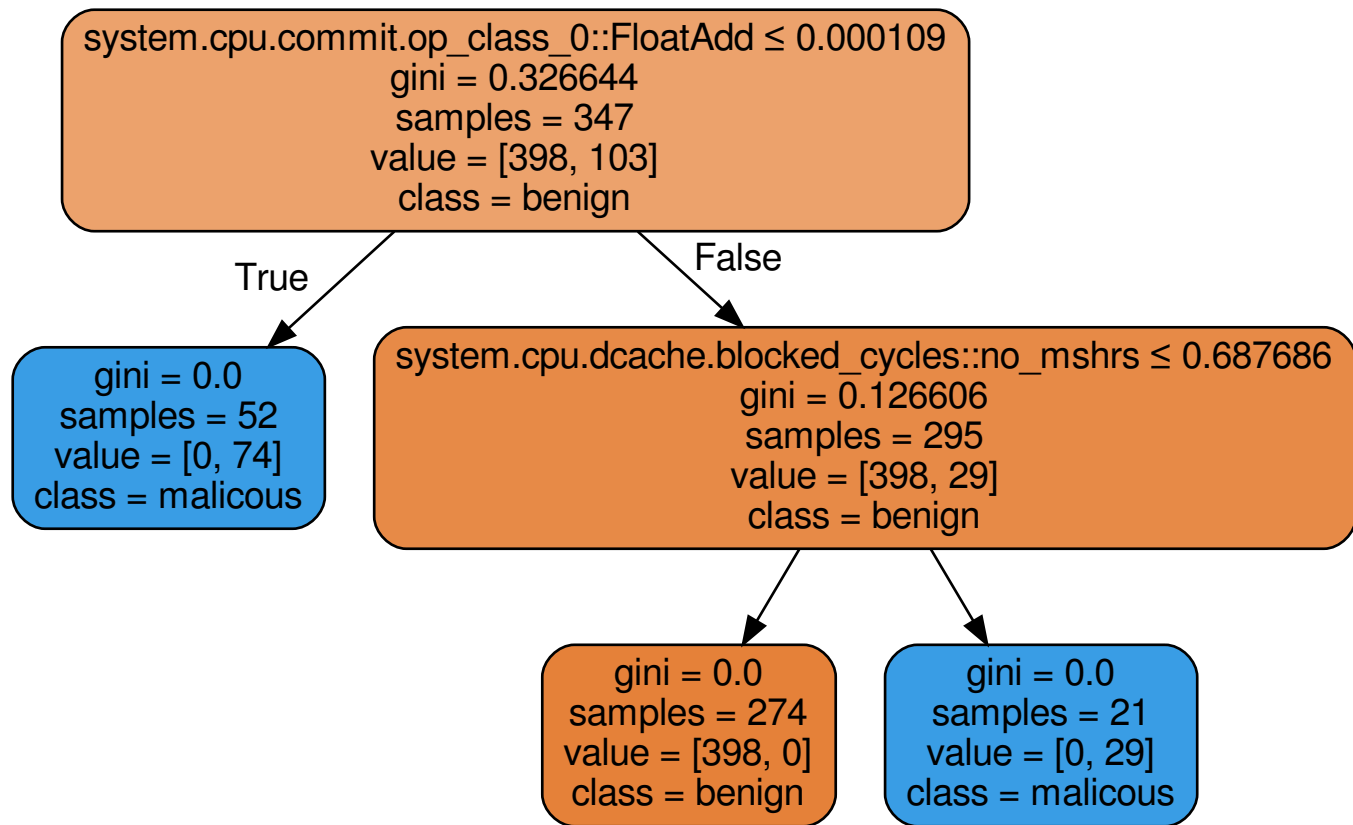 system.cpu.commit.op_class_0::FloatAdd ≤ 0.000109
gini = 0.326644
samples = 347
value = [398, 103]
class = benign
True
False
gini = 0.0
samples = 52
value = [0, 74]
class = malicous
system.cpu.dcache.blocked_cycles::no_mshrs ≤ 0.687686
gini = 0.126606
samples = 295
value = [398, 29]
class = benign
gini = 0.0
samples = 274
value = [398, 0]
class = benign
gini = 0.0
samples = 21
value = [0, 29]
class = malicous